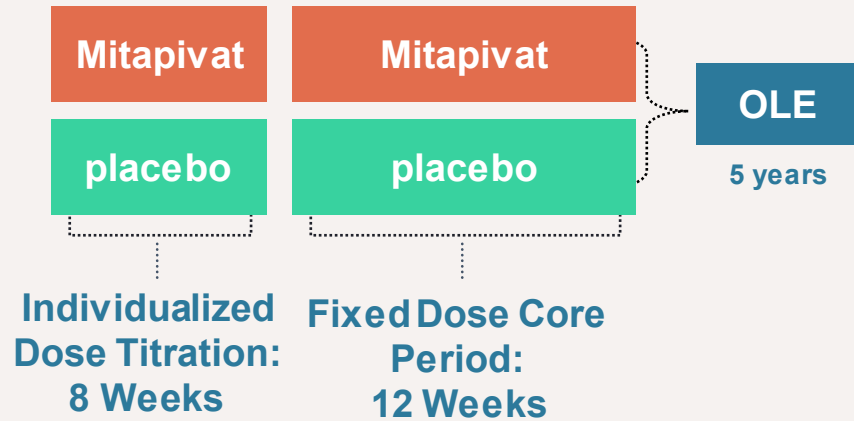 Mitapivat
Mitapivat
placebo
placebo
OLE
5 years
Individualized
Dose Titration:
8 Weeks
Fixed Dose Core
Period:
12 Weeks